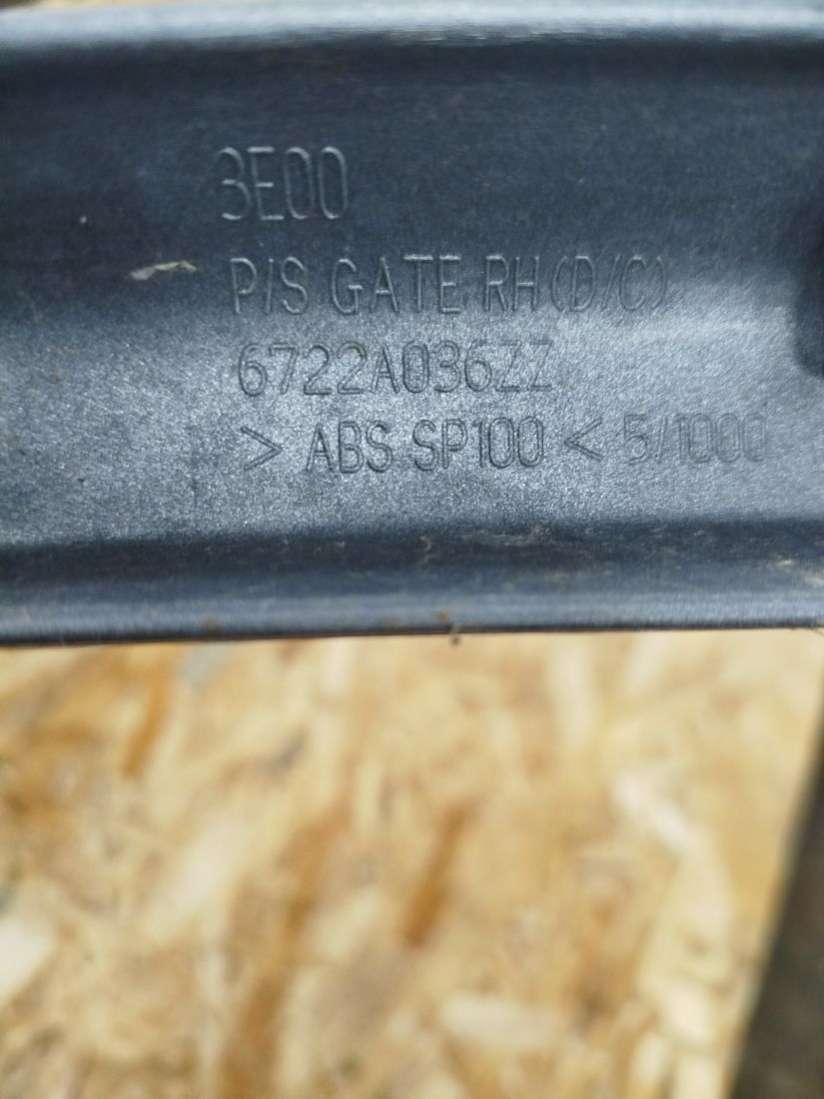 3E00
P/S GATE RH (D/C)
6722A036ZZ
> ABS SP100 < 5/1000